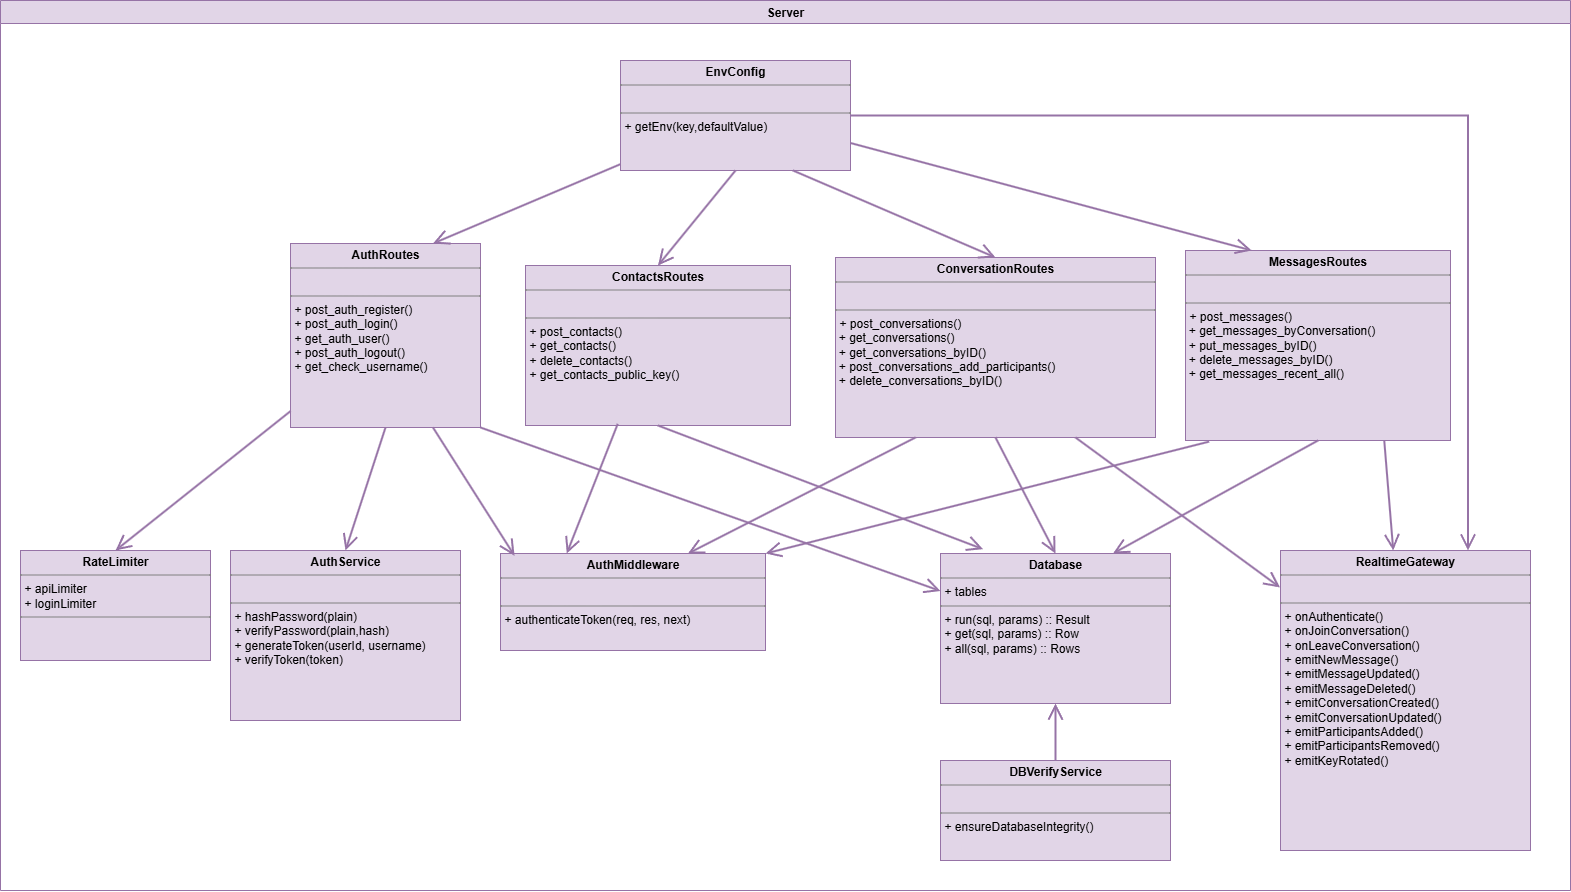 Server
EnvConfig
+ getEnv(key,defaultValue)
AuthRoutes
+ post_auth_register()
+ post_auth_login()
+ get_auth_user()
+ post_auth_logout()
+ get_check_username()
ContactsRoutes
+ post_contacts()
+ get_contacts()
+ delete_contacts()
+ get_contacts_public_key()
ConversationRoutes
+ post_conversations()
+ get_conversations()
+ get_conversations_byID()
+ post_conversations_add_participants()
+ delete_conversations_byID()
MessagesRoutes
+ post_messages()
+ get_messages_byConversation()
+ put_messages_byID()
+ delete_messages_byID()
+ get_messages_recent_all()
RateLimiter
+ apiLimiter
+ loginLimiter
AuthService
+ hashPassword(plain)
+ verifyPassword(plain,hash)
+ generateToken(userId, username)
+ verifyToken(token)
AuthMiddleware
+ authenticateToken(req, res, next)
Database
+ tables
+ run(sql, params) :: Result
+ get(sql, params) :: Row
+ all(sql, params) :: Rows
RealtimeGateway
+ onAuthenticate()
+ onJoinConversation()
+ onLeaveConversation()
+ emitNewMessage()
+ emitMessageUpdated()
+ emitMessageDeleted()
+ emitConversationCreated()
+ emitConversationUpdated()
+ emitParticipantsAdded()
+ emitParticipantsRemoved()
+ emitKeyRotated()
DBVerifyService
+ ensureDatabaseIntegrity()